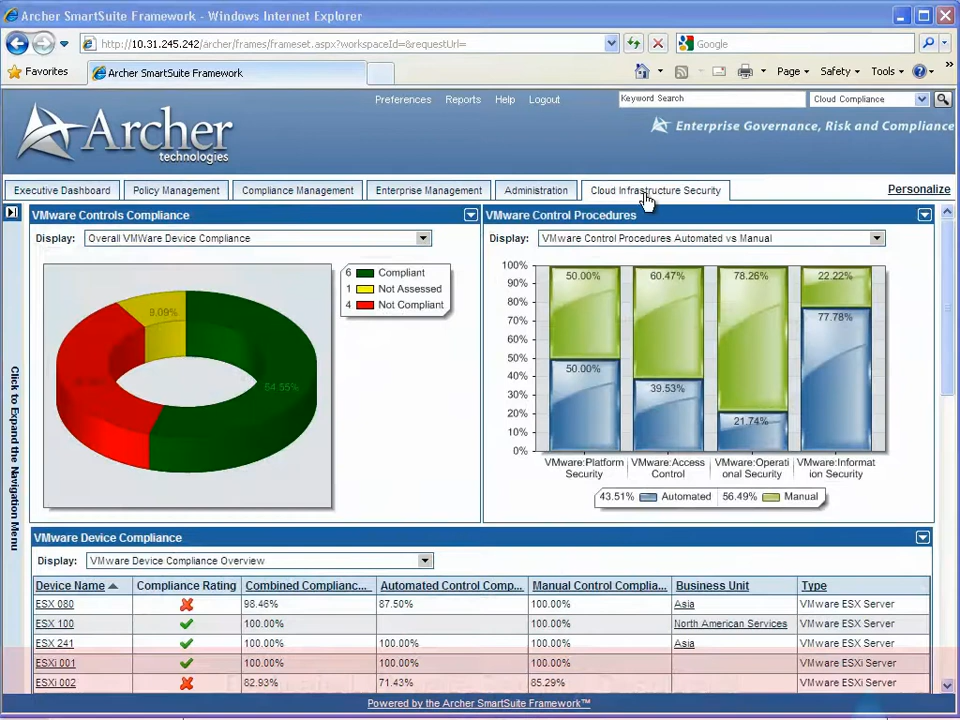 Archer SmartSuite Framework - Windows Internet Explorer
http://10.31.245.242/archer/frames/frameset.aspx?workspaceId=&requestUrl=
Google
Favorites
Archer SmartSuite Framework
Page
Safety
Tools
»
Preferences Reports Help Logout
Keyword Search
Cloud Compliance
Archer
technologies
Enterprise Governance, Risk and Compliance
Executive Dashboard
Policy Management
Compliance Management
Enterprise Management
Administration
Cloud Infrastructure Security
Personalize
Click to Expand the Navigation Menu
VMware Controls Compliance
Display: Overall VMWare Device Compliance
6 Compliant
1 Not Assessed
4 Not Compliant
9.09%
54.55%
VMware Control Procedures
Display: VMware Control Procedures Automated vs Manual
100%
90%
80%
70%
60%
50%
40%
30%
20%
10%
0%
50.00% 60.47% 78.26% 22.22%
50.00% 39.53% 21.74% 77.78%
VMware:Platform Security
VMware:Access Control
VMware:Operati onal Security
VMware:Informat ion Security
43.51% Automated 56.49% Manual
VMware Device Compliance
Display: VMware Device Compliance Overview
Device Name Compliance Rating Combined Complianc... Automated Control Comp... Manual Control Complia... Business Unit Type
ESX 080 98.46% 87.50% 100.00% Asia VMware ESX Server
ESX 100 100.00% 100.00% North American Services VMware ESX Server
ESX 241 100.00% 100.00% 100.00% Asia VMware ESX Server
ESXi 001 100.00% 100.00% 100.00% VMware ESXi Server
ESXi 002 82.93% 71.43% 85.29% VMware ESXi Server
Powered by the Archer SmartSuite Framework™